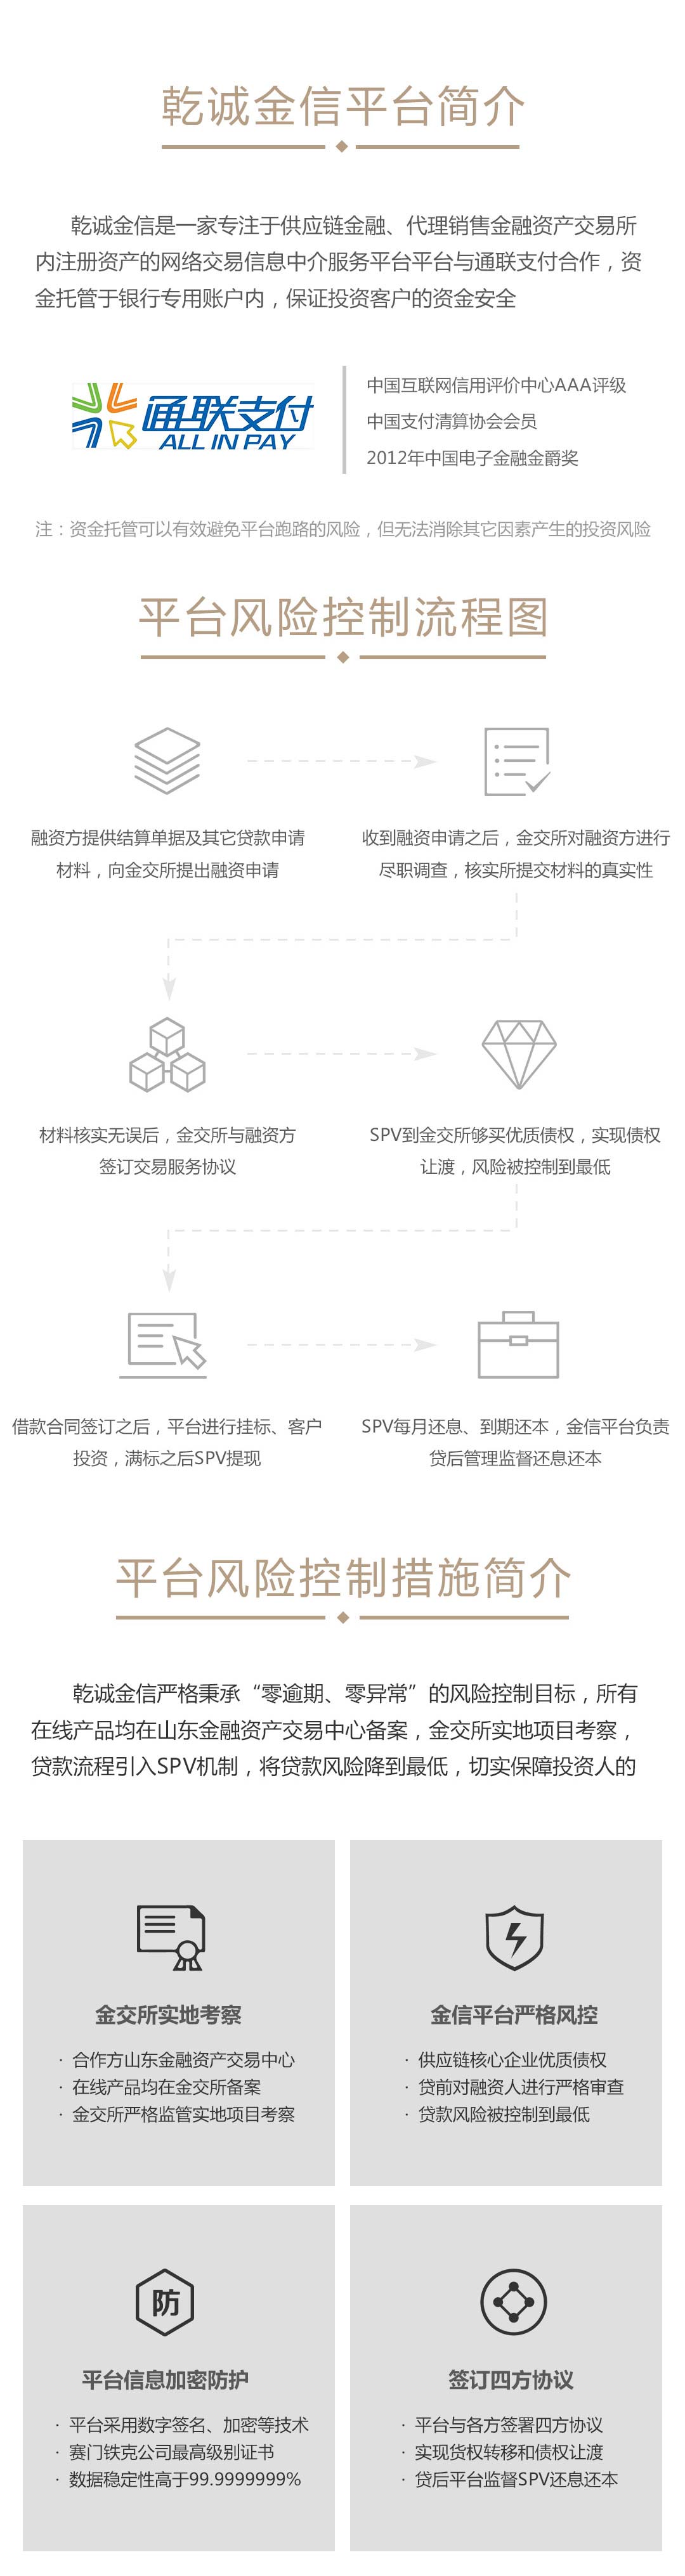 乾诚金信平台简介
乾诚金信是一家专注于供应链金融、代理销售金融资产交易所
内注册资产的网络交易信息中介服务平台平台与通联支付合作，资
金托管于银行专用账户内，保证投资客户的资金安全
通联支付
ALL IN PAY
中国互联网信用评价中心AAA评级
中国支付清算协会会员
2012年中国电子金融金爵奖
注：资金托管可以有效避免平台跑路的风险，但无法消除其它因素产生的投资风险
平台风险控制流程图
融资方提供结算单据及其它贷款申请
材料，向金交所提出融资申请
收到融资申请之后，金交所对融资方进行
尽职调查，核实所提交材料的真实性
材料核实无误后，金交所与融资方
签订交易服务协议
SPV到金交所够买优质债权，实现债权
让渡，风险被控制到最低
借款合同签订之后，平台进行挂标、客户
投资，满标之后SPV提现
SPV每月还息、到期还本，金信平台负责
贷后管理监督还息还本
平台风险控制措施简介
乾诚金信严格秉承“零逾期、零异常”的风险控制目标，所有
在线产品均在山东金融资产交易中心备案，金交所实地项目考察，
贷款流程引入SPV机制，将贷款风险降到最低，切实保障投资人的
金交所实地考察
· 合作方山东金融资产交易中心
· 在线产品均在金交所备案
· 金交所严格监管实地项目考察
金信平台严格风控
· 供应链核心企业优质债权
· 贷前对融资人进行严格审查
· 贷款风险被控制到最低
防
平台信息加密防护
· 平台采用数字签名、加密等技术
· 赛门铁克公司最高级别证书
· 数据稳定性高于99.9999999%
签订四方协议
· 平台与各方签署四方协议
· 实现货权转移和债权让渡
· 贷后平台监督SPV还息还本